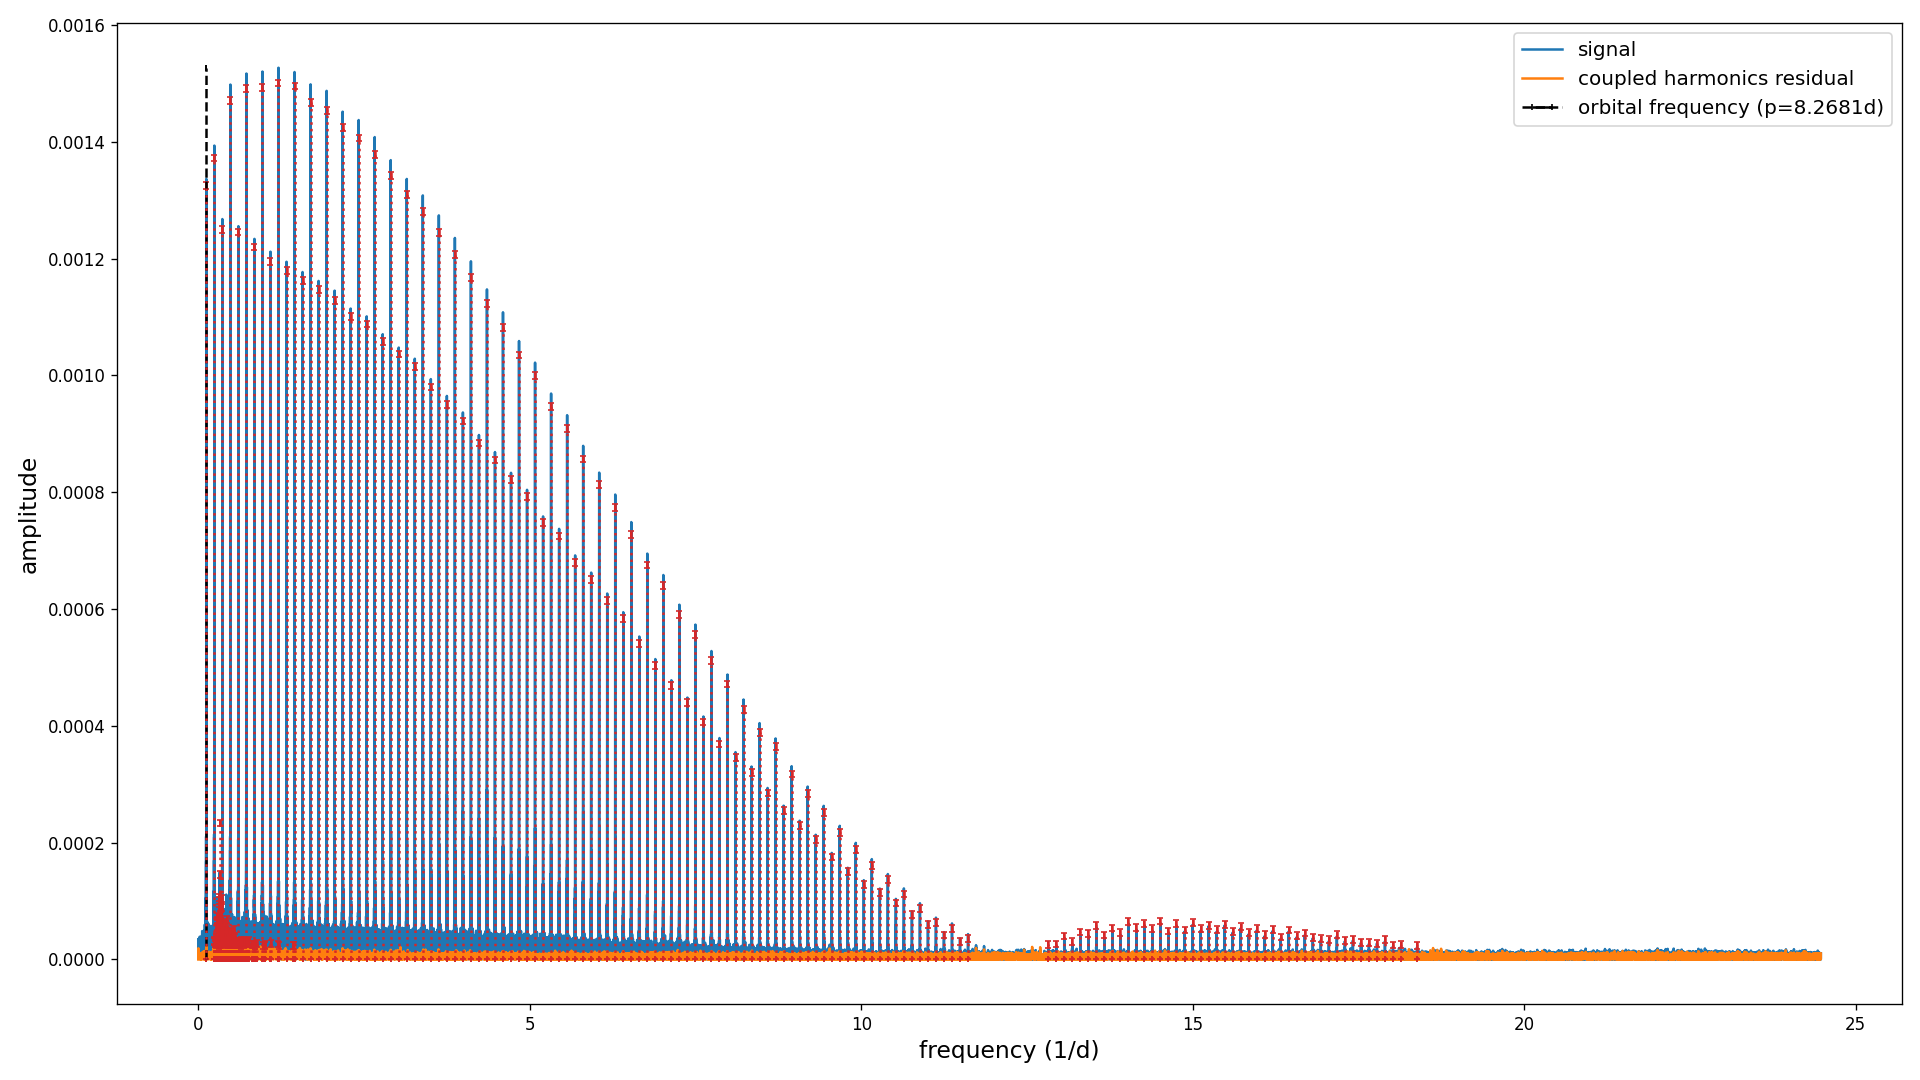 0.0016
0.0014
0.0012
0.0010
0.0008
0.0006
0.0004
0.0002
0.0000
amplitude
signal
coupled harmonics residual
orbital frequency (p=8.2681d)
0 5 10 15 20 25
frequency (1/d)